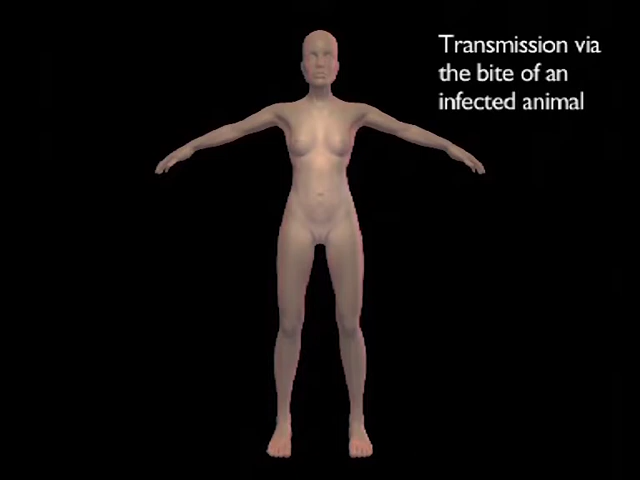 Transmission via
the bite of an
infected animal